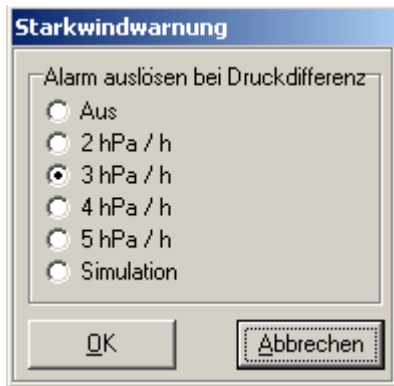 Starkwindwarnung
Alarm auslösen bei Druckdifferenz
Aus
2 hPa / h
3 hPa / h
4 hPa / h
5 hPa / h
Simulation
OK
Abbrechen